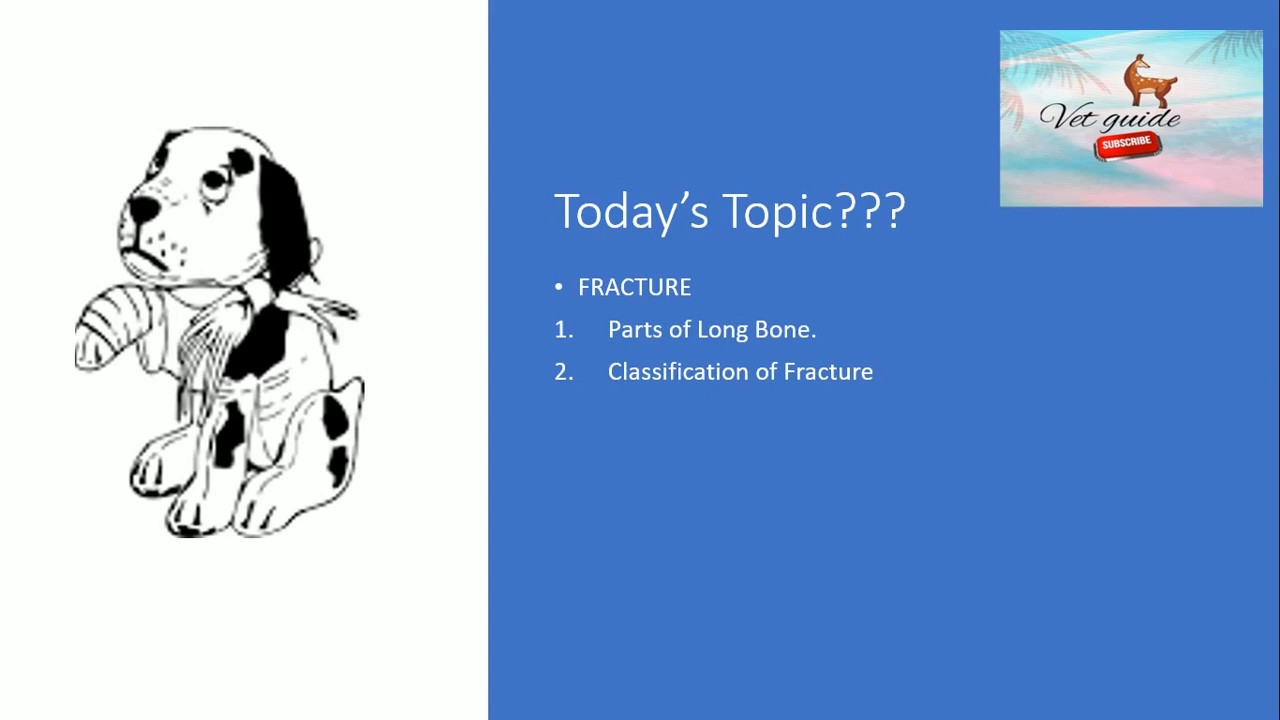 Vet guide
SUBSCRIBE
Today’s Topic???
• FRACTURE
1. Parts of Long Bone.
2. Classification of Fracture